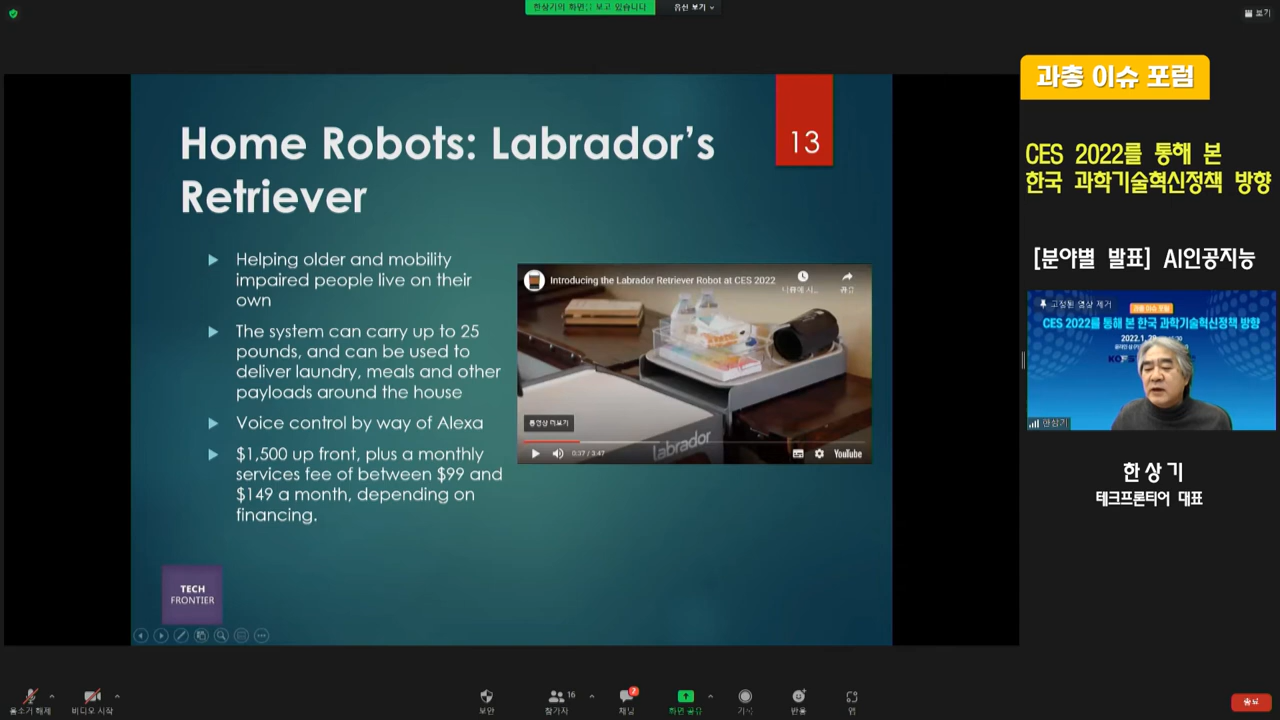 한상기의 화면을 보고 있습니다
옵션 보기
보기
Home Robots: Labrador's
Retriever
13
Helping older and mobility
impaired people live on their
own
The system can carry up to 25
pounds, and can be used to
deliver laundry, meals and other
payloads around the house
Voice control by way of Alexa
$1,500 up front, plus a monthly
services fee of between $99 and
$149 a month, depending on
financing.
Introducing the Labrador Retriever Robot at CES 2022
나중에 시...
공유
동영상 더보기
labrador
0:37 / 3:47
YouTube
TECH
FRONTIER
과총 이슈 포럼
CES 2022를 통해 본
한국 과학기술혁신정책 방향
[분야별 발표] AI인공지능
고정된 영상 제거
과총 이슈 포럼
CES 2022를 통해 본 한국 과학기술혁신정책 방향
한상기
한상기
테크프론티어 대표
음소거 해제
비디오 시작
보안
16
참가자
2
채팅
화면 공유
기록
반응
앱
종료